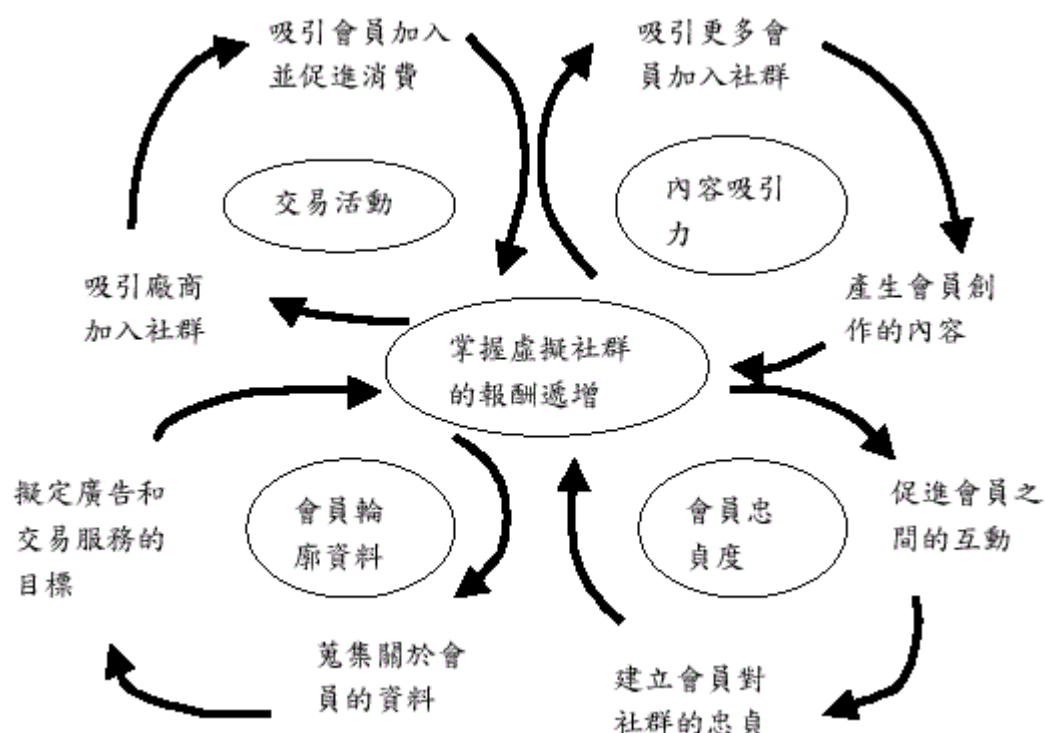 吸引會員加入
並促進消費
吸引更多會
員加入社群
交易活動
內容吸引
力
吸引廠商
加入社群
產生會員創
作的內容
掌握虛擬社群
的報酬遞增
擬定廣告和
交易服務的
目標
會員輪
廓資料
會員忠
貞度
促進會員之
間的互動
蒐集關於會
員的資料
建立會員對
社群的忠貞